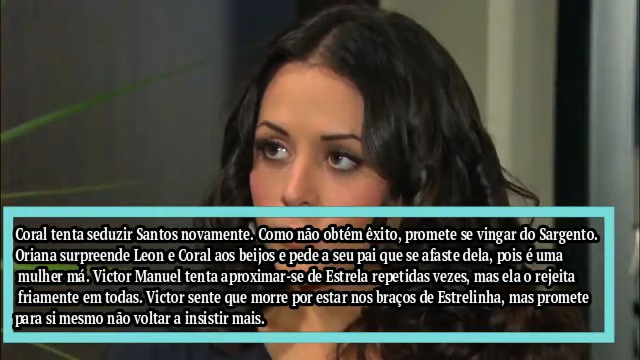 Coral tenta seduzir Santos novamente. Como não obtém êxito, promete se vingar do Sargento.
Oriana surpreende Leon e Coral aos beijos e pede a seu pai que se afaste dela, pois é uma
mulher má. Victor Manuel tenta aproximar-se de Estrela repetidas vezes, mas ela o rejeita
friamente em todas. Victor sente que morre por estar nos braços de Estrelinha, mas promete
para si mesmo não voltar a insistir mais.